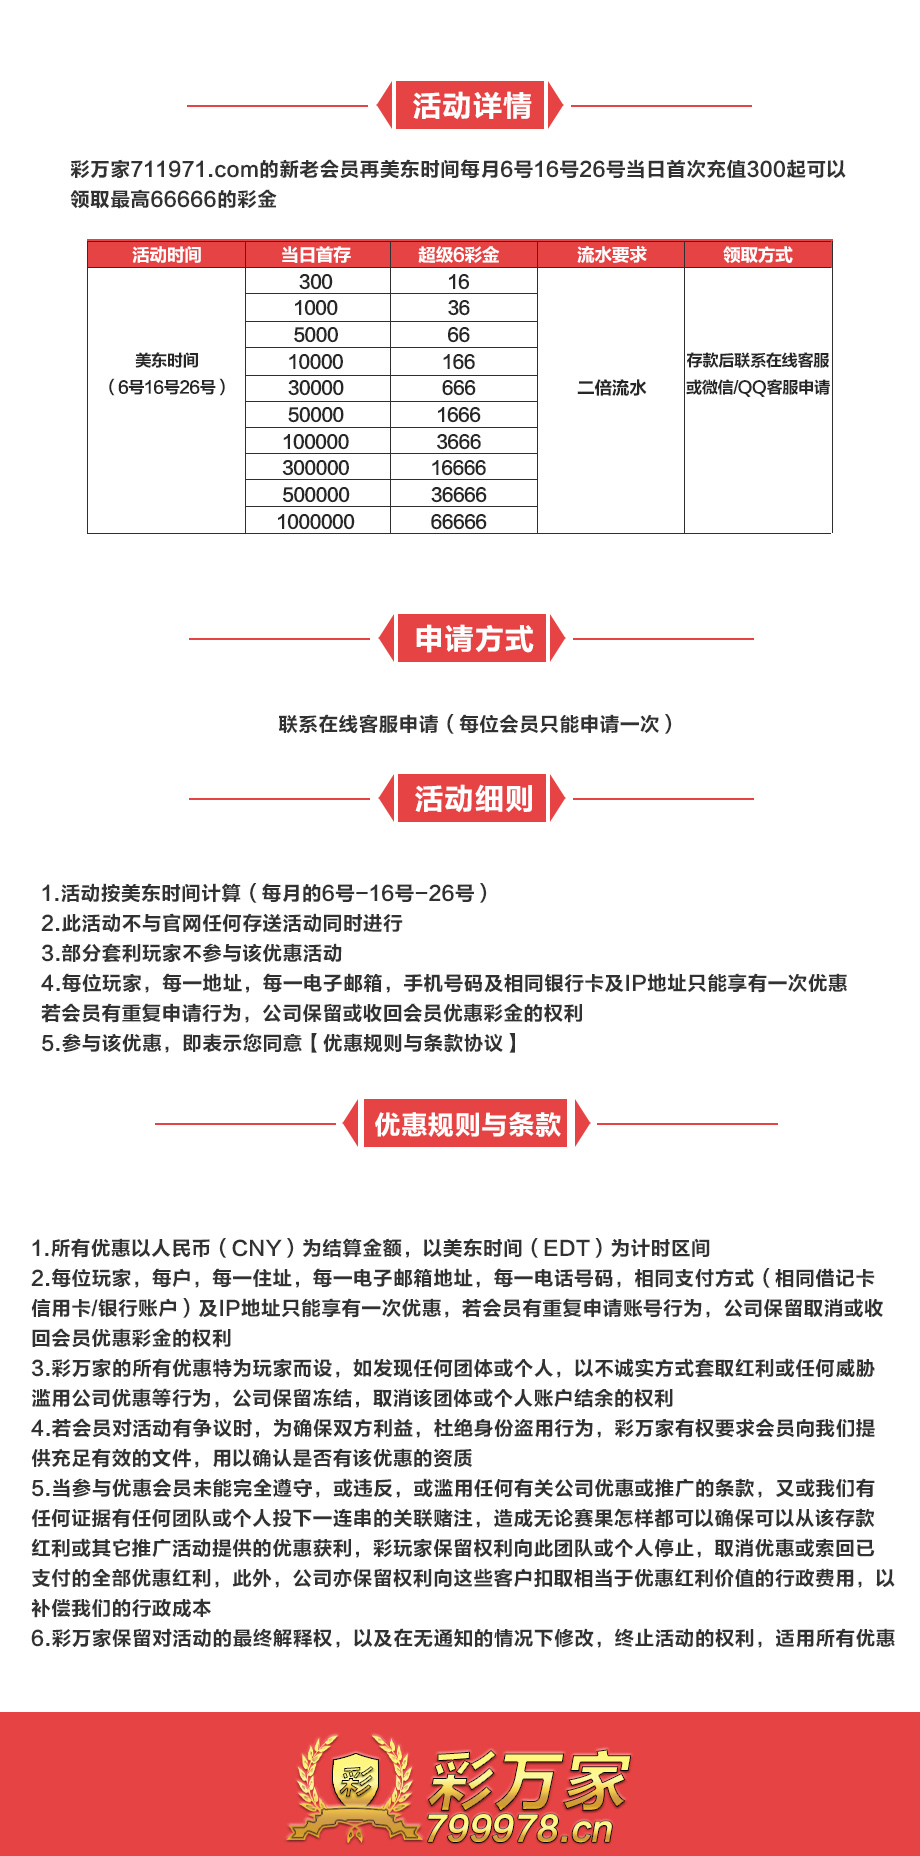 活动详情
彩万家711971.com的新老会员再美东时间每月6号16号26号当日首次充值300起可以
领取最高66666的彩金
活动时间 当日首存 超级6彩金 流水要求 领取方式
300 16
1000 36
5000 66
美东时间 10000 166 存款后联系在线客服
（6号16号26号） 30000 666 二倍流水 或微信/QQ客服申请
50000 1666
100000 3666
300000 16666
500000 36666
1000000 66666
申请方式
联系在线客服申请（每位会员只能申请一次）
活动细则
1.活动按美东时间计算（每月的6号-16号-26号）
2.此活动不与官网任何存送活动同时进行
3.部分套利玩家不参与该优惠活动
4.每位玩家，每一地址，每一电子邮箱，手机号码及相同银行卡及IP地址只能享有一次优惠
若会员有重复申请行为，公司保留或收回会员优惠彩金的权利
5.参与该优惠，即表示您同意【优惠规则与条款协议】
优惠规则与条款
1.所有优惠以人民币（CNY）为结算金额，以美东时间（EDT）为计时区间
2.每位玩家，每户，每一住址，每一电子邮箱地址，每一电话号码，相同支付方式（相同借记卡
信用卡/银行账户）及IP地址只能享有一次优惠，若会员有重复申请账号行为，公司保留取消或收
回会员优惠彩金的权利
3.彩万家的所有优惠特为玩家而设，如发现任何团体或个人，以不诚实方式套取红利或任何威胁
滥用公司优惠等行为，公司保留冻结，取消该团体或个人账户结余的权利
4.若会员对活动有争议时，为确保双方利益，杜绝身份盗用行为，彩万家有权要求会员向我们提
供充足有效的文件，用以确认是否有该优惠的资质
5.当参与优惠会员未能完全遵守，或违反，或滥用任何有关公司优惠或推广的条款，又或我们有
任何证据有任何团队或个人投下一连串的关联赌注，造成无论赛果怎样都可以确保可以从该存款
红利或其它推广活动提供的优惠获利，彩玩家保留权利向此团队或个人停止，取消优惠或索回已
支付的全部优惠红利，此外，公司亦保留权利向这些客户扣取相当于优惠红利价值的行政费用，以
补偿我们的行政成本
6.彩万家保留对活动的最终解释权，以及在无通知的情况下修改，终止活动的权利，适用所有优惠
彩 彩万家
799978.cn